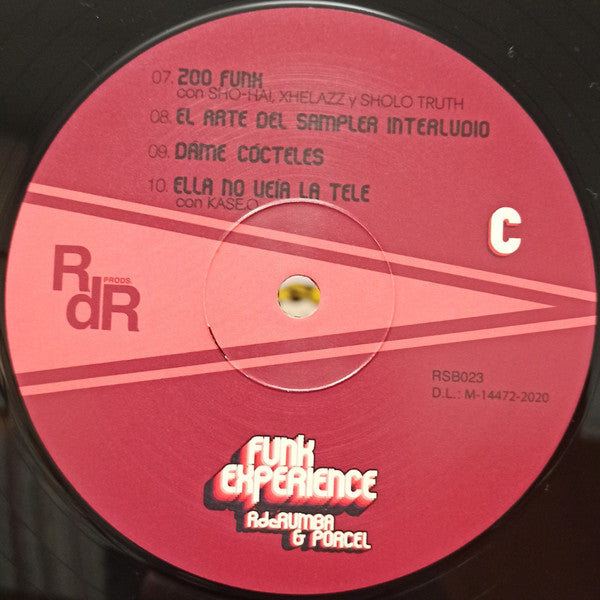 07. ZOO FUNK
con SHO-HAI, XHELAZZ y SHOLO TRUTH
08. EL ARTE DEL SAMPLER INTERLUDIO
09. DAME CÓCTELES
10. ELLA NO VEÍA LA TELE
con KASE.O
C
RdR
PRODS.
RSB023
D.L.: M-14472-2020
FUNK
EXPERIENCE
RdeRUMBA
& PORCEL